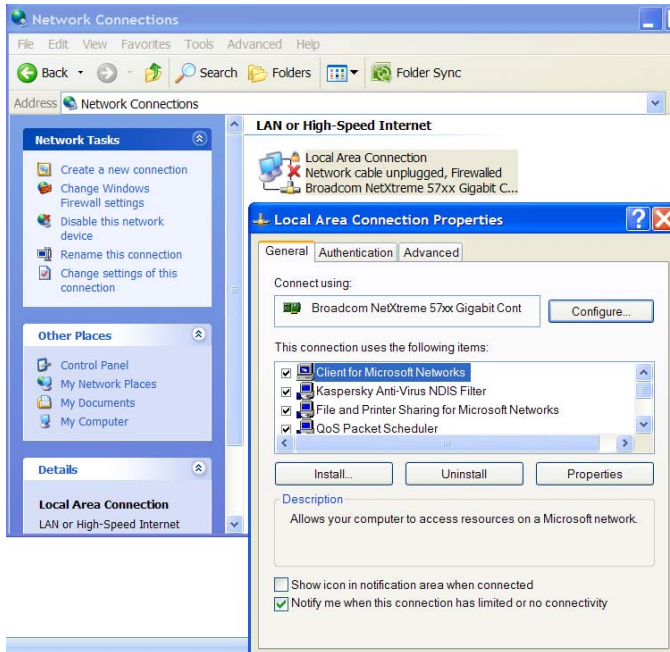 Network Connections
File Edit View Favorites Tools Advanced Help
Back Search Folders Folder Sync
Address Network Connections
Network Tasks
Create a new connection
Change Windows
Firewall settings
Disable this network
device
Rename this connection
Change settings of this
connection
Other Places
Control Panel
My Network Places
My Documents
My Computer
Details
Local Area Connection
LAN or High-Speed Internet
LAN or High-Speed Internet
Local Area Connection
Network cable unplugged, Firewalled
Broadcom NetXtreme 57xx Gigabit C...
Local Area Connection Properties
General Authentication Advanced
Connect using:
Broadcom NetXtreme 57xx Gigabit Cont
Configure...
This connection uses the following items:
Client for Microsoft Networks
Kaspersky Anti-Virus NDIS Filter
File and Printer Sharing for Microsoft Networks
QoS Packet Scheduler
Install... Uninstall Properties
Description
Allows your computer to access resources on a Microsoft network.
Show icon in notification area when connected
Notify me when this connection has limited or no connectivity